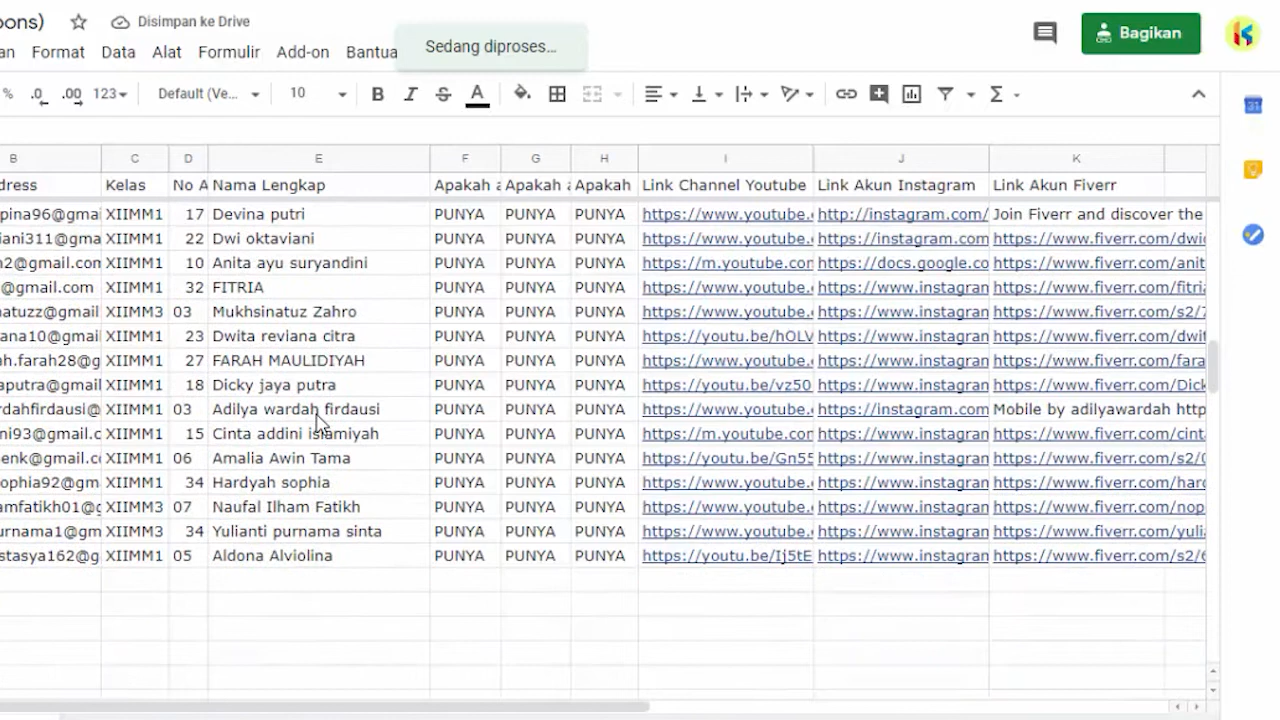 oons) Disimpan ke Drive
an Format Data Alat Formulir Add-on Bantua
Sedang diproses…
Bagikan
% .0 .00 123 Default (Ve... 10 B I S A
B C D E F G H I J K
dress Kelas No A Nama Lengkap Apakah a Apakah a Apakah Link Channel Youtube Link Akun Instagram Link Akun Fiverr
pina96@gmai XIIMM1 17 Devina putri PUNYA PUNYA PUNYA https://www.youtube.c http://instagram.com/ Join Fiverr and discover the
iani311@gma XIIMM1 22 Dwi oktaviani PUNYA PUNYA PUNYA https://www.youtube.c https://instagram.com https://www.fiverr.com/dwic
n2@gmail.com XIIMM1 10 Anita ayu suryandini PUNYA PUNYA PUNYA https://m.youtube.con https://docs.google.co https://www.fiverr.com/anit
@gmail.com XIIMM1 32 FITRIA PUNYA PUNYA PUNYA https://www.youtube.c https://www.instagran https://www.fiverr.com/fitria
natuzz@gmail XIIMM3 03 Mukhsinatuz Zahro PUNYA PUNYA PUNYA https://www.youtube.c https://www.instagran https://www.fiverr.com/s2/7
ana10@gmail XIIMM1 23 Dwita reviana citra PUNYA PUNYA PUNYA https://youtu.be/hOLV https://www.instagran https://www.fiverr.com/dwit
ah.farah28@g XIIMM1 27 FARAH MAULIDIYAH PUNYA PUNYA PUNYA https://www.youtube.c https://www.instagran https://www.fiverr.com/fara
aputra@gmail XIIMM1 18 Dicky jaya putra PUNYA PUNYA PUNYA https://youtu.be/vz50 https://www.instagran https://www.fiverr.com/Dick
rdahfirdausi@ XIIMM1 03 Adilya wardah firdausi PUNYA PUNYA PUNYA https://www.youtube.c https://instagram.com Mobile by adilyawardah http
ni93@gmail.c XIIMM1 15 Cinta addini islamiyah PUNYA PUNYA PUNYA https://m.youtube.con https://www.instagran https://www.fiverr.com/cint
enk@gmail.co XIIMM1 06 Amalia Awin Tama PUNYA PUNYA PUNYA https://youtu.be/Gn55 https://www.instagran https://www.fiverr.com/s2/0
ophia92@gma XIIMM1 34 Hardyah sophia PUNYA PUNYA PUNYA https://www.youtube.c https://www.instagran https://www.fiverr.com/hard
amfatikh01@g XIIMM3 07 Naufal Ilham Fatikh PUNYA PUNYA PUNYA https://www.youtube.c https://www.instagran https://www.fiverr.com/nop
urnama1@gm XIIMM3 34 Yulianti purnama sinta PUNYA PUNYA PUNYA https://www.youtube.c https://www.instagran https://www.fiverr.com/yulia
stasya162@g XIIMM1 05 Aldona Alviolina PUNYA PUNYA PUNYA https://youtu.be/Ij5tE https://www.instagran https://www.fiverr.com/s2/6